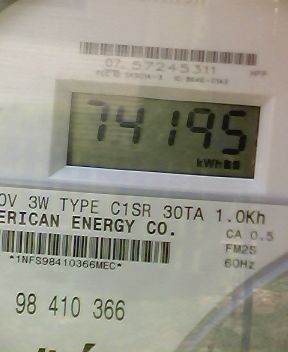 07. 57245311
74195
kWh
0V 3W TYPE C1SR 30TA 1.0Kh
ERICAN ENERGY CO.
CA 0.5
FM2S
*1NFS98410366MEC*
60Hz
98 410 366